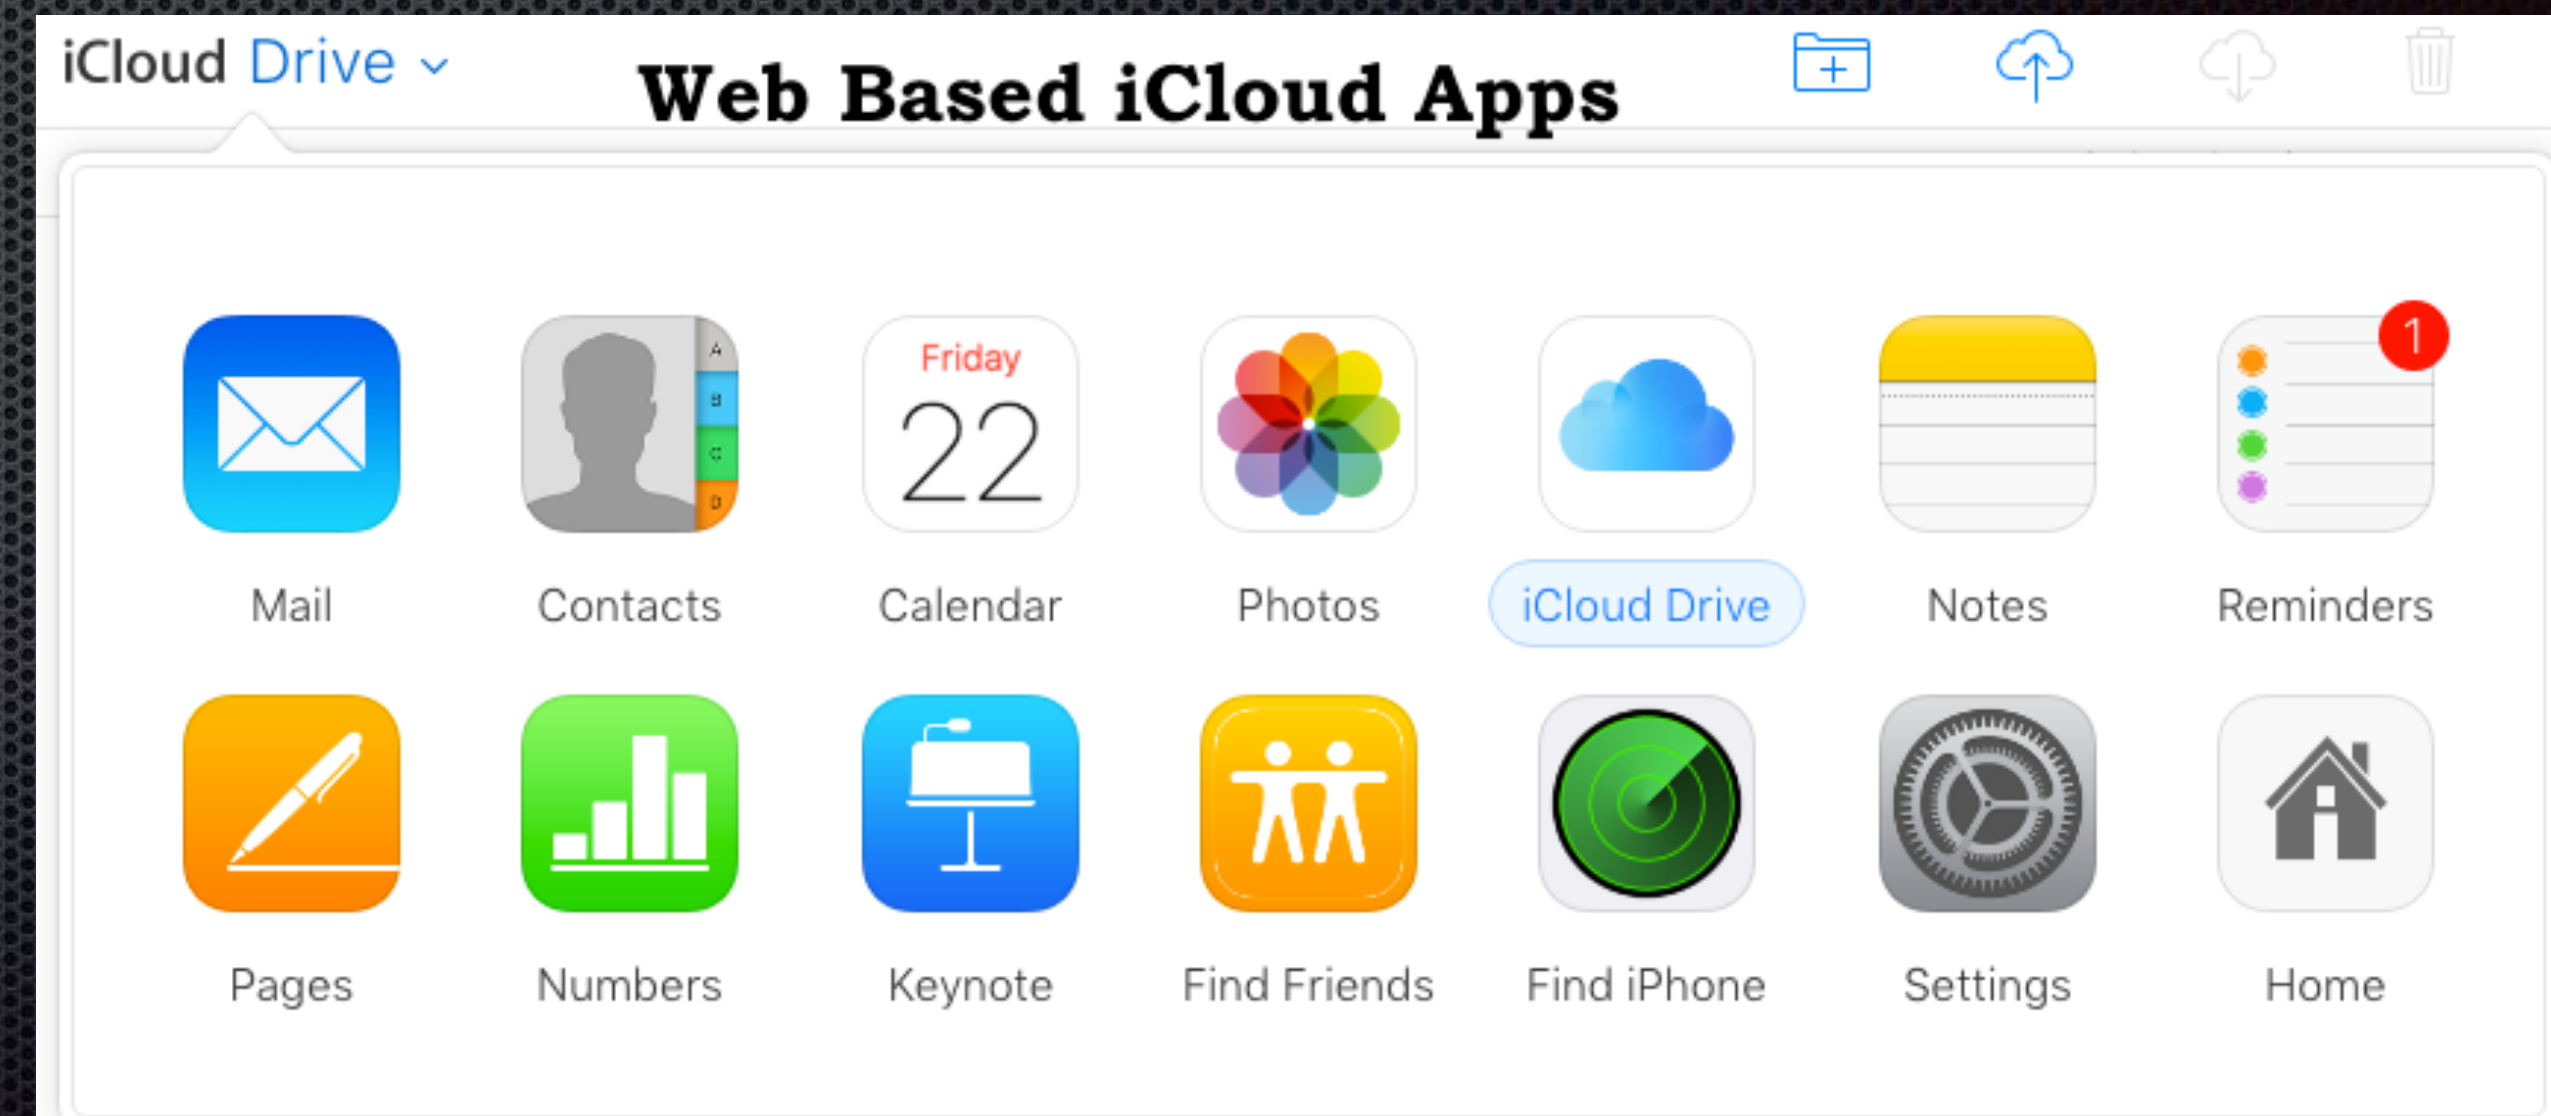 iCloud Drive
Web Based iCloud Apps
Friday
22
A
B
C
D
1
Mail Contacts Calendar Photos iCloud Drive Notes Reminders
Pages Numbers Keynote Find Friends Find iPhone Settings Home